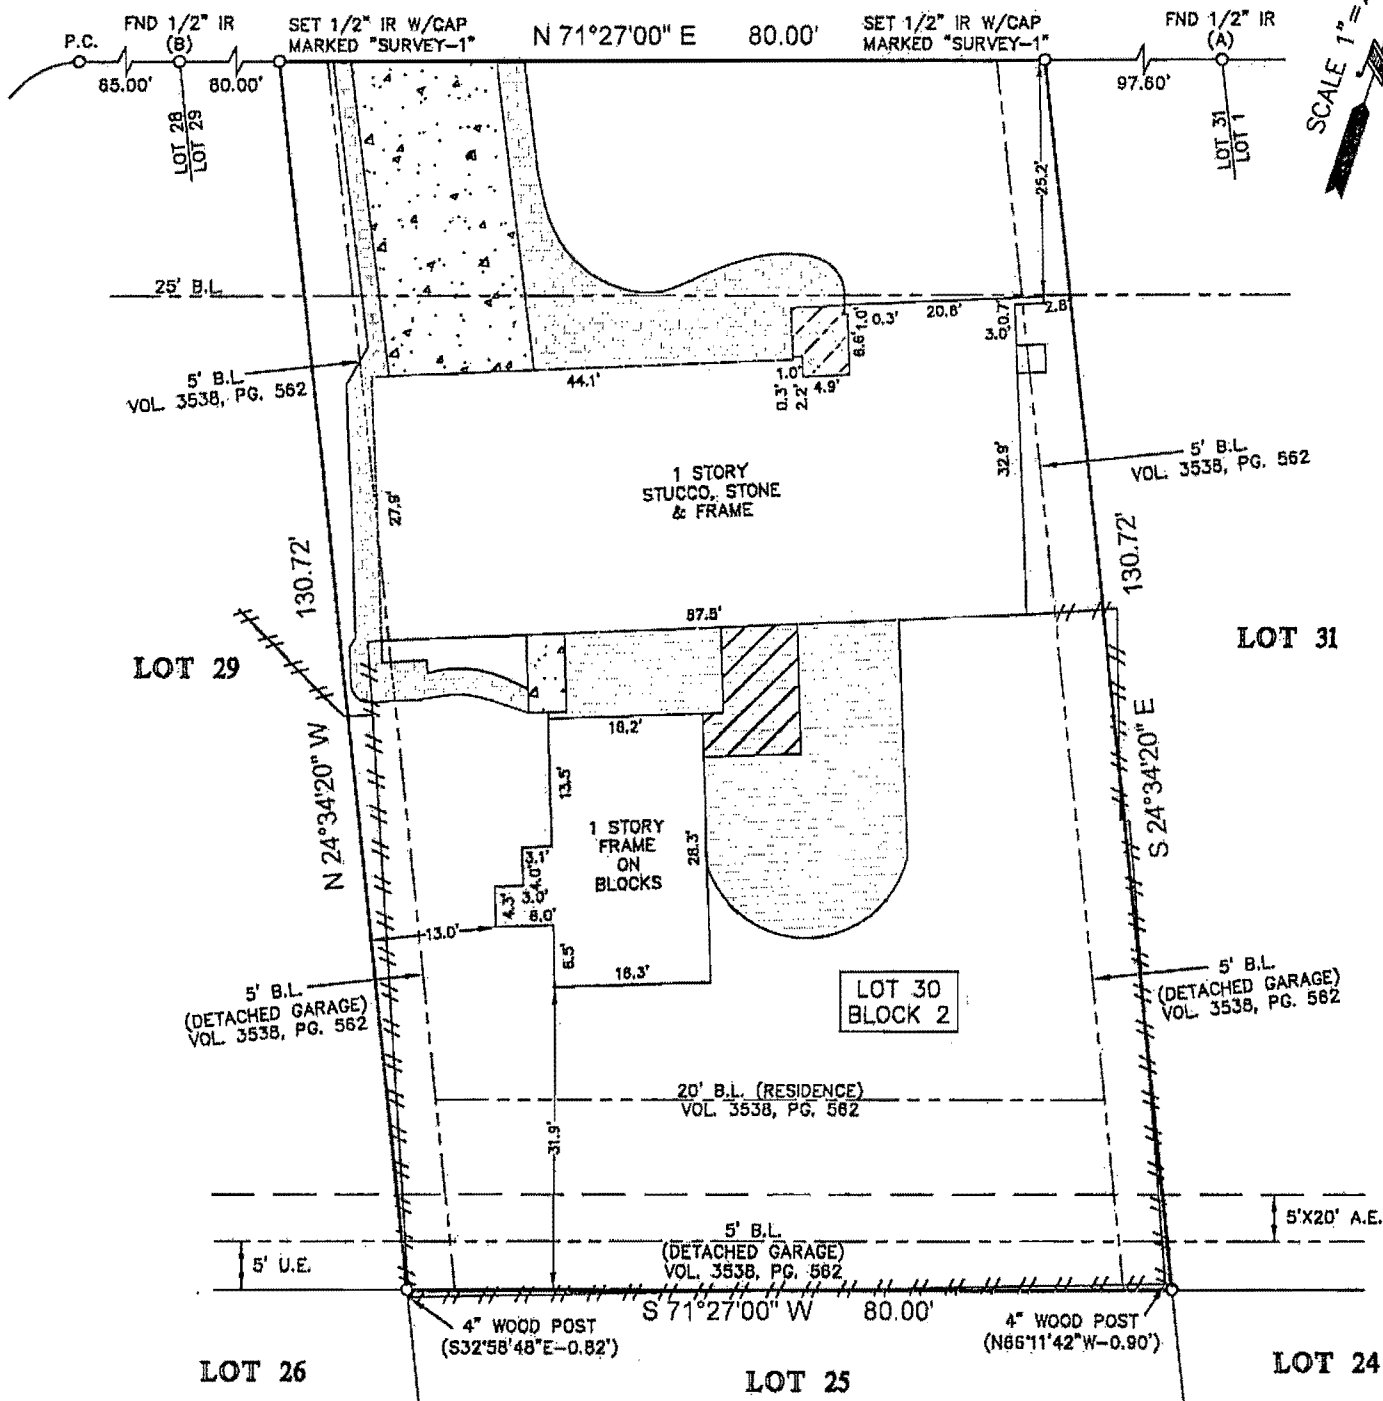 P.C.
FND 1/2" IR
(B)
SET 1/2" IR W/CAP
MARKED "SURVEY-1"
N 71°27'00" E 80.00'
SET 1/2" IR W/CAP
MARKED "SURVEY-1"
FND 1/2" IR
(A)
SCALE 1"=
65.00'
80.00'
97.60'
LOT 28
LOT 29
LOT 31
LOT 1
25.2'
25' B.L.
0.3'
20.6'
2.8'
1.0'
6.6'
0.7'
3.0'
5' B.L.
VOL. 3538, PG. 562
44.1'
1.0'
0.3'
2.2'
4.9'
1 STORY
STUCCO, STONE
& FRAME
32.9'
5' B.L.
VOL. 3538, PG. 562
27.9'
130.72'
130.72'
67.8'
LOT 29
LOT 31
N 24°34'20" W
S 24°34'20" E
16.2'
13.5'
1 STORY
FRAME
ON
BLOCKS
28.3'
3.1'
4.0'
3.0'
4.3'
6.0'
13.0'
6.5'
16.3'
5' B.L.
(DETACHED GARAGE)
VOL. 3538, PG. 562
LOT 30
BLOCK 2
5' B.L.
(DETACHED GARAGE)
VOL. 3538, PG. 562
20' B.L. (RESIDENCE)
VOL. 3538, PG. 562
31.9'
5'X20' A.E.
5' B.L.
(DETACHED GARAGE)
VOL. 3538, PG. 562
5' U.E.
S 71°27'00" W 80.00'
4" WOOD POST
(S32°58'48"E-0.82')
4" WOOD POST
(N66°11'42"W-0.90')
LOT 26
LOT 25
LOT 24